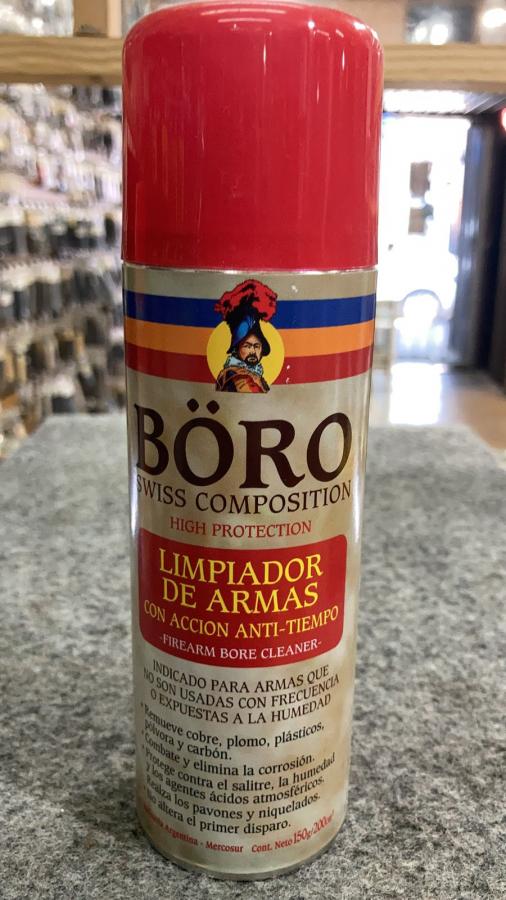 BÖRO
SWISS COMPOSITION
HIGH PROTECTION
LIMPIADOR
DE ARMAS
CON ACCION ANTI-TIEMPO
-FIREARM BORE CLEANER-
INDICADO PARA ARMAS QUE
NO SON USADAS CON FRECUENCIA
O EXPUESTAS A LA HUMEDAD
•Remueve cobre, plomo, plásticos,
pólvora y carbón.
•Combate y elimina la corrosión.
•Protege contra el salitre, la humedad
y los agentes ácidos atmosféricos.
•Realza los pavones y niquelados.
•No altera el primer disparo.
Argentina - Mercosur Cont. Neto 150g/200cm³